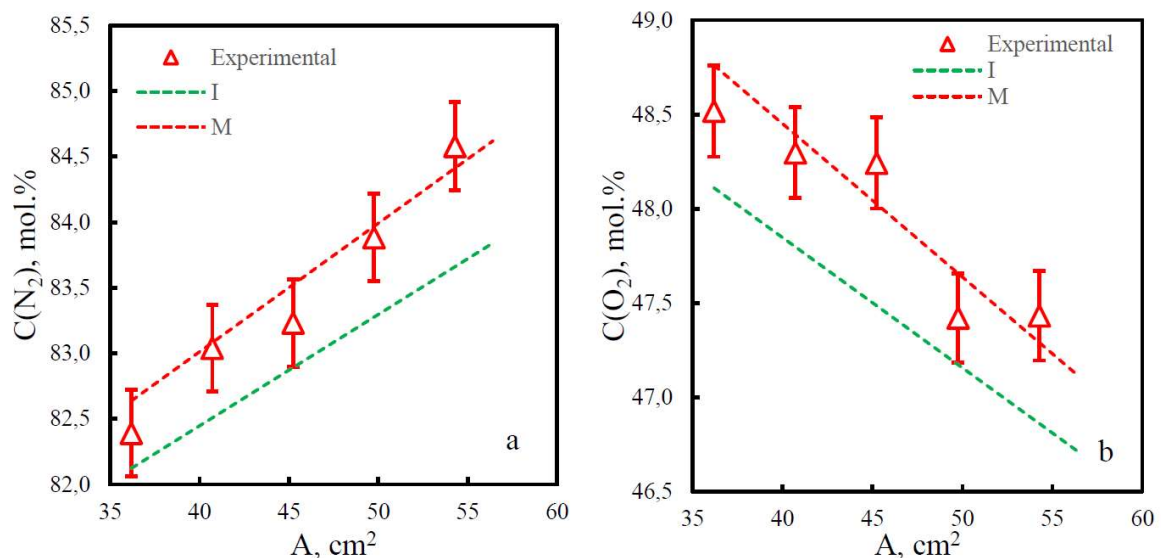 85,5
85,0
84,5
84,0
83,5
83,0
82,5
82,0
C(N₂), mol.%
Experimental
I
M
a
35 40 45 50 55 60
A, cm²
49,0
48,5
48,0
47,5
47,0
46,5
C(O₂), mol.%
Experimental
I
M
b
35 40 45 50 55 60
A, cm²